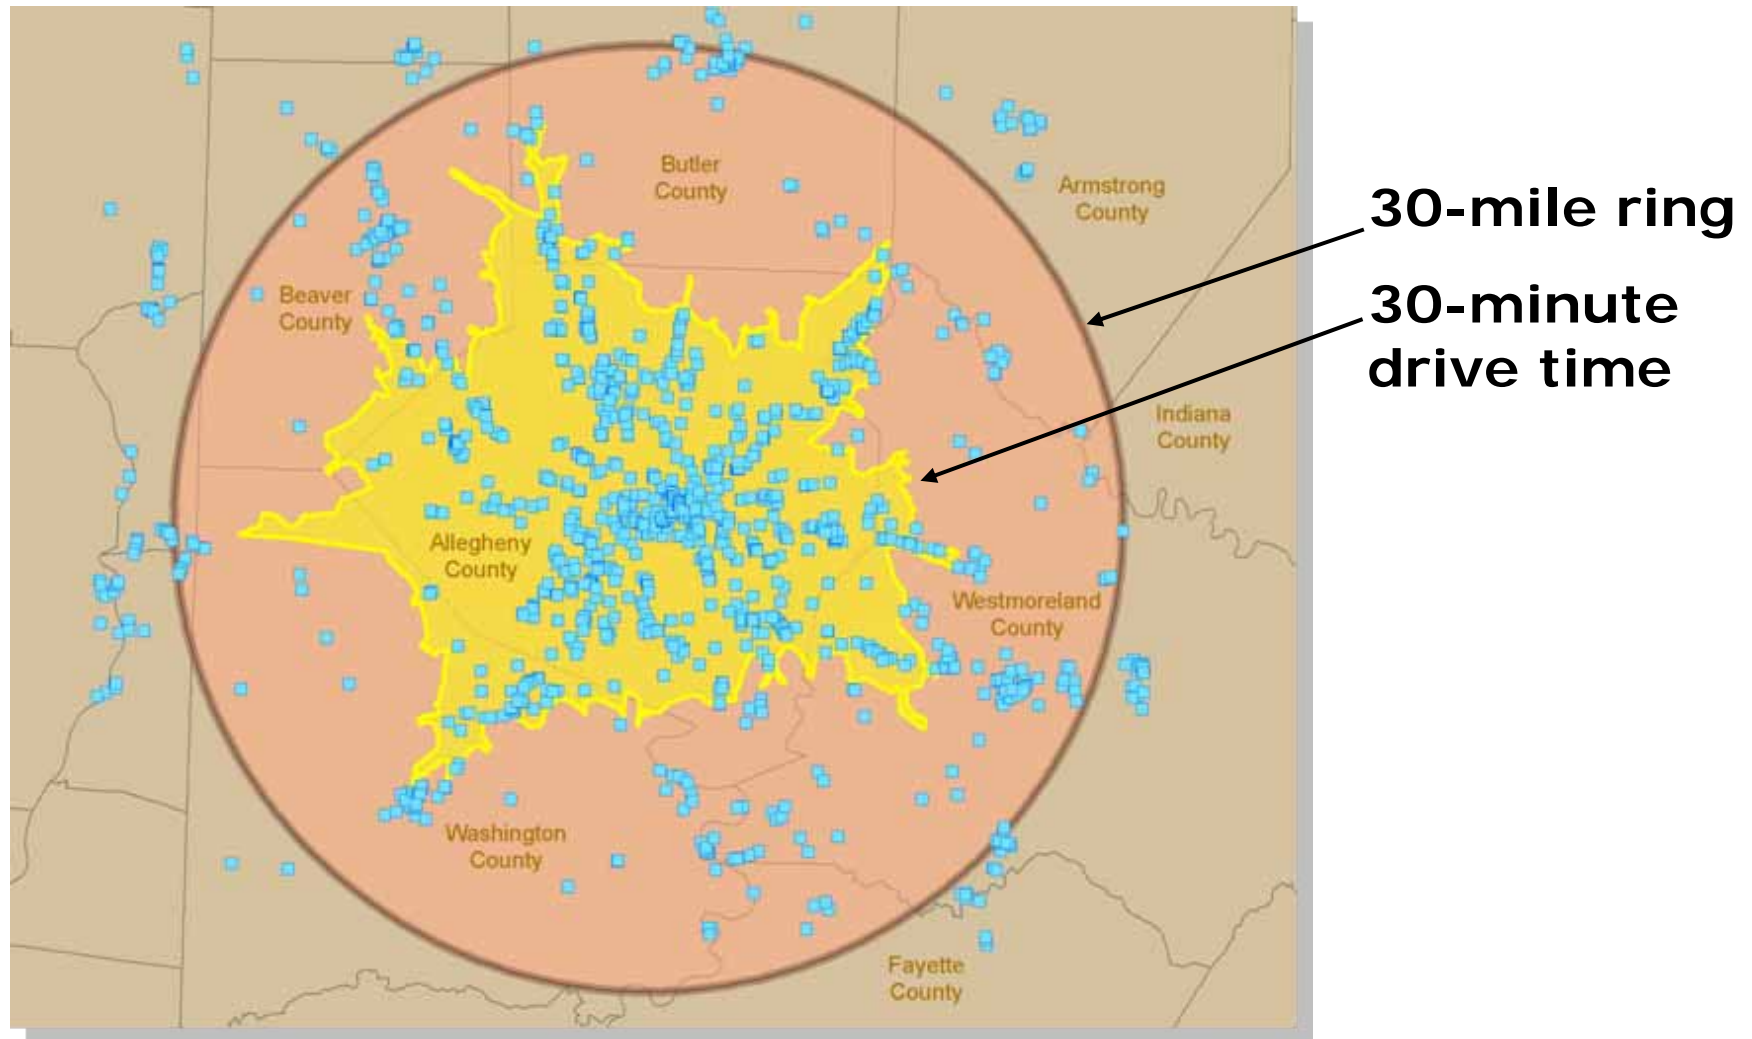 Butler
County
Armstrong
County
30-mile ring
Beaver
County
30-minute
drive time
Indiana
County
Allegheny
County
Westmoreland
County
Washington
County
Fayette
County